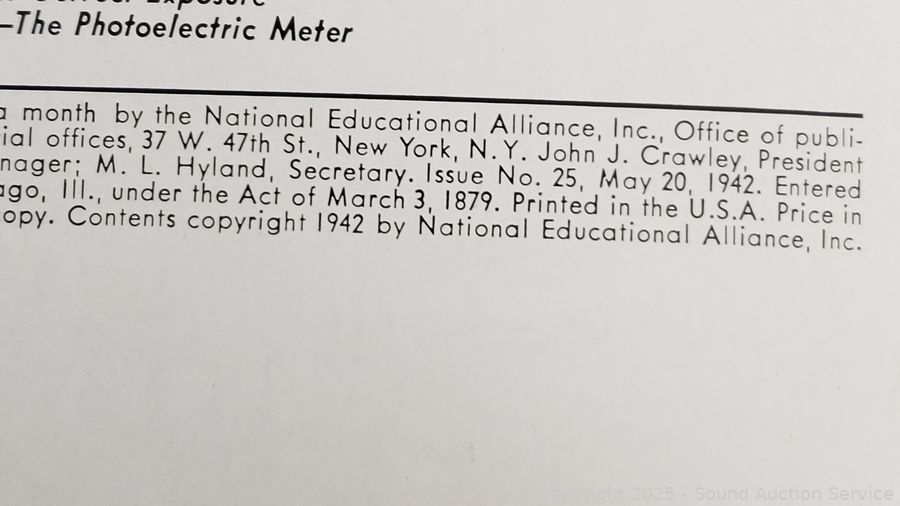 Correct Exposure
—The Photoelectric Meter
a month by the National Educational Alliance, Inc., Office of publi-
ial offices, 37 W. 47th St., New York, N.Y. John J. Crawley, President
nager; M. L. Hyland, Secretary. Issue No. 25, May 20, 1942. Entered
ago, Ill., under the Act of March 3, 1879. Printed in the U.S.A. Price in
opy. Contents copyright 1942 by National Educational Alliance, Inc.
Copyright 2025 - Sound Auction Service